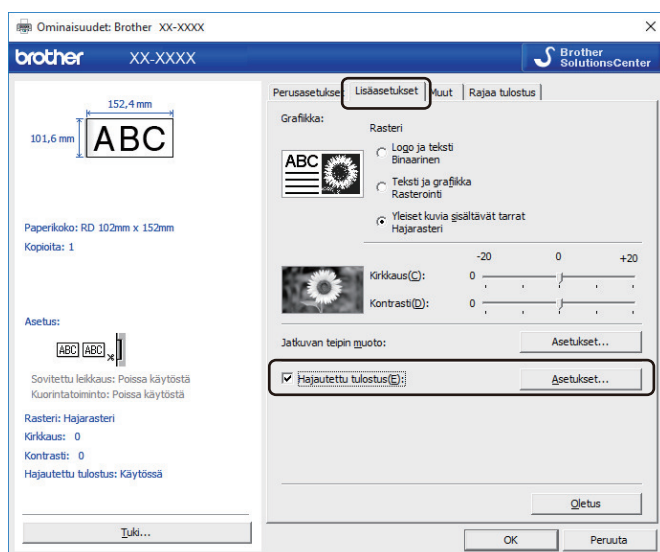 Ominaisuudet: Brother XX-XXXX
brother XX-XXXX
Brother
SolutionsCenter
Perusasetukset Lisäasetukset Muut Rajaa tulostus
152,4 mm
101,6 mm
ABC
Paperikoko: RD 102mm x 152mm
Kopioita: 1
Asetus:
ABC ABC
Sovitettu leikkaus: Poissa käytöstä
Kuorintatoiminto: Poissa käytöstä
Rasteri: Hajarasteri
Kirkkaus: 0
Kontrasti: 0
Hajautettu tulostus: Käytössä
Tuki...
Grafiikka:
ABC
Rasteri
Logo ja teksti
Binaarinen
Teksti ja grafiikka
Rasterointi
Yleiset kuvia sisältävät tarrat
Hajarasteri
-20 0 +20
Kirkkaus(C): 0
Kontrasti(D): 0
Jatkuvan teipin muoto: Asetukset...
Hajautettu tulostus(E): Asetukset...
Oletus
OK Peruuta